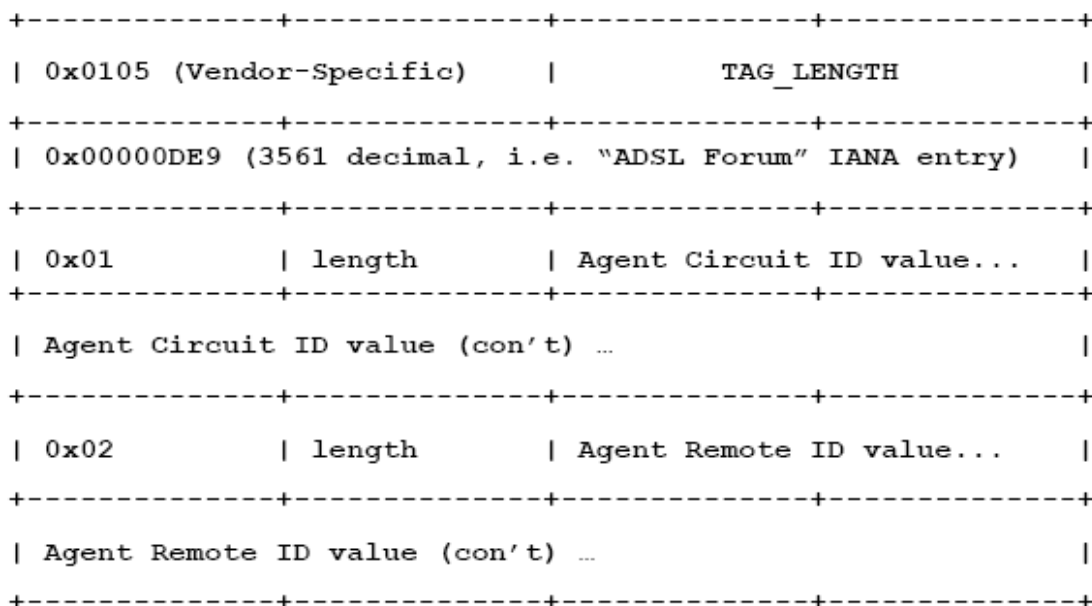 +--------------+--------------+--------------+--------------+
| 0x0105 (Vendor-Specific) | TAG_LENGTH |
+--------------+--------------+--------------+--------------+
| 0x00000DE9 (3561 decimal, i.e. “ADSL Forum” IANA entry) |
+--------------+--------------+--------------+--------------+
| 0x01 | length | Agent Circuit ID value... |
+--------------+--------------+--------------+--------------+
| Agent Circuit ID value (con’t) … |
+--------------+--------------+--------------+--------------+
| 0x02 | length | Agent Remote ID value... |
+--------------+--------------+--------------+--------------+
| Agent Remote ID value (con’t) … |
+--------------+--------------+--------------+--------------+